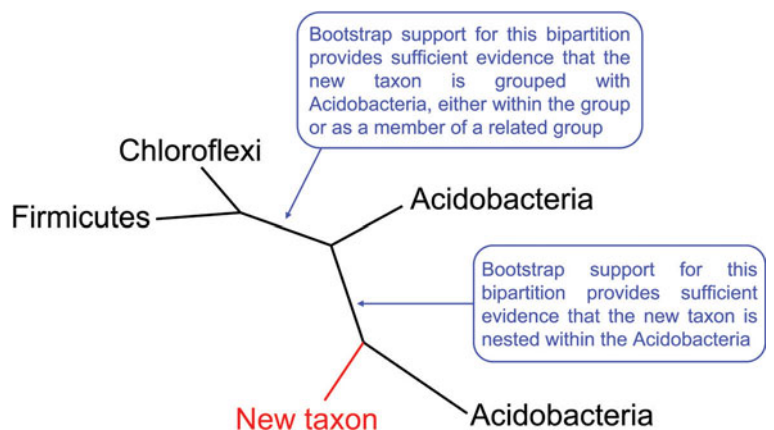 Bootstrap support for this bipartition
provides sufficient evidence that the
new taxon is grouped with
Acidobacteria, either within the group
or as a member of a related group
Chloroflexi
Firmicutes
Acidobacteria
Bootstrap support for this
bipartition provides sufficient
evidence that the new taxon is
nested within the Acidobacteria
New taxon
Acidobacteria